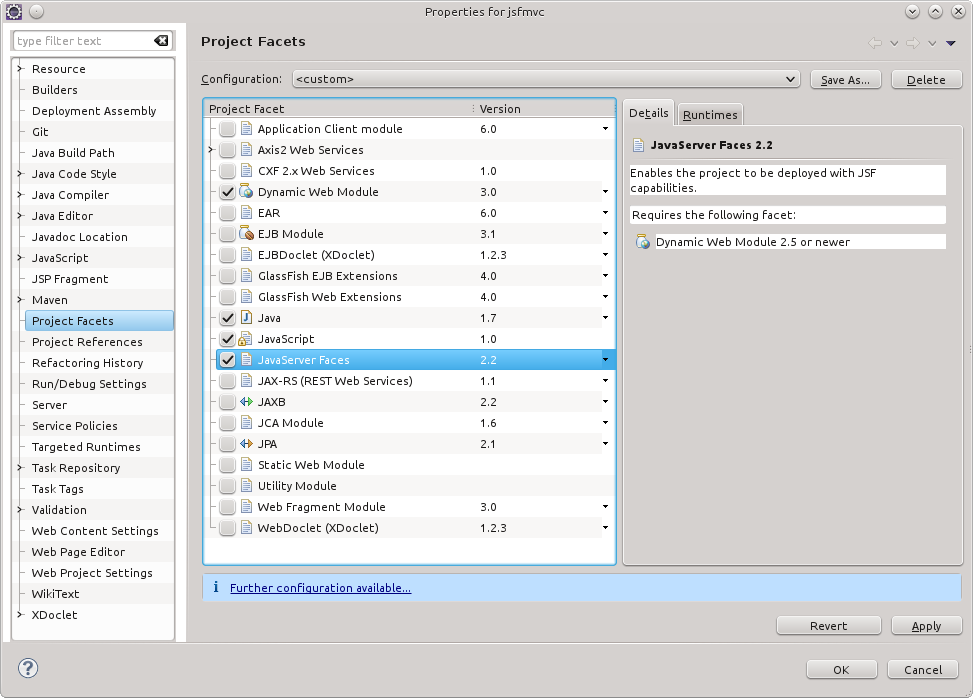 Properties for jsfmvc
type filter text
Resource
Builders
Deployment Assembly
Git
Java Build Path
Java Code Style
Java Compiler
Java Editor
Javadoc Location
JavaScript
JSP Fragment
Maven
Project Facets
Project References
Refactoring History
Run/Debug Settings
Server
Service Policies
Targeted Runtimes
Task Repository
Task Tags
Validation
Web Content Settings
Web Page Editor
Web Project Settings
WikiText
XDoclet
Project Facets
Configuration: <custom> Save As... Delete
Project Facet Version
Application Client module 6.0
Axis2 Web Services
CXF 2.x Web Services 1.0
Dynamic Web Module 3.0
EAR 6.0
EJB Module 3.1
EJBDoclet (XDoclet) 1.2.3
GlassFish EJB Extensions 4.0
GlassFish Web Extensions 4.0
Java 1.7
JavaScript 1.0
JavaServer Faces 2.2
JAX-RS (REST Web Services) 1.1
JAXB 2.2
JCA Module 1.6
JPA 2.1
Static Web Module
Utility Module
Web Fragment Module 3.0
WebDoclet (XDoclet) 1.2.3
Details Runtimes
JavaServer Faces 2.2
Enables the project to be deployed with JSF
capabilities.
Requires the following facet:
Dynamic Web Module 2.5 or newer
i Further configuration available...
Revert Apply
? OK Cancel